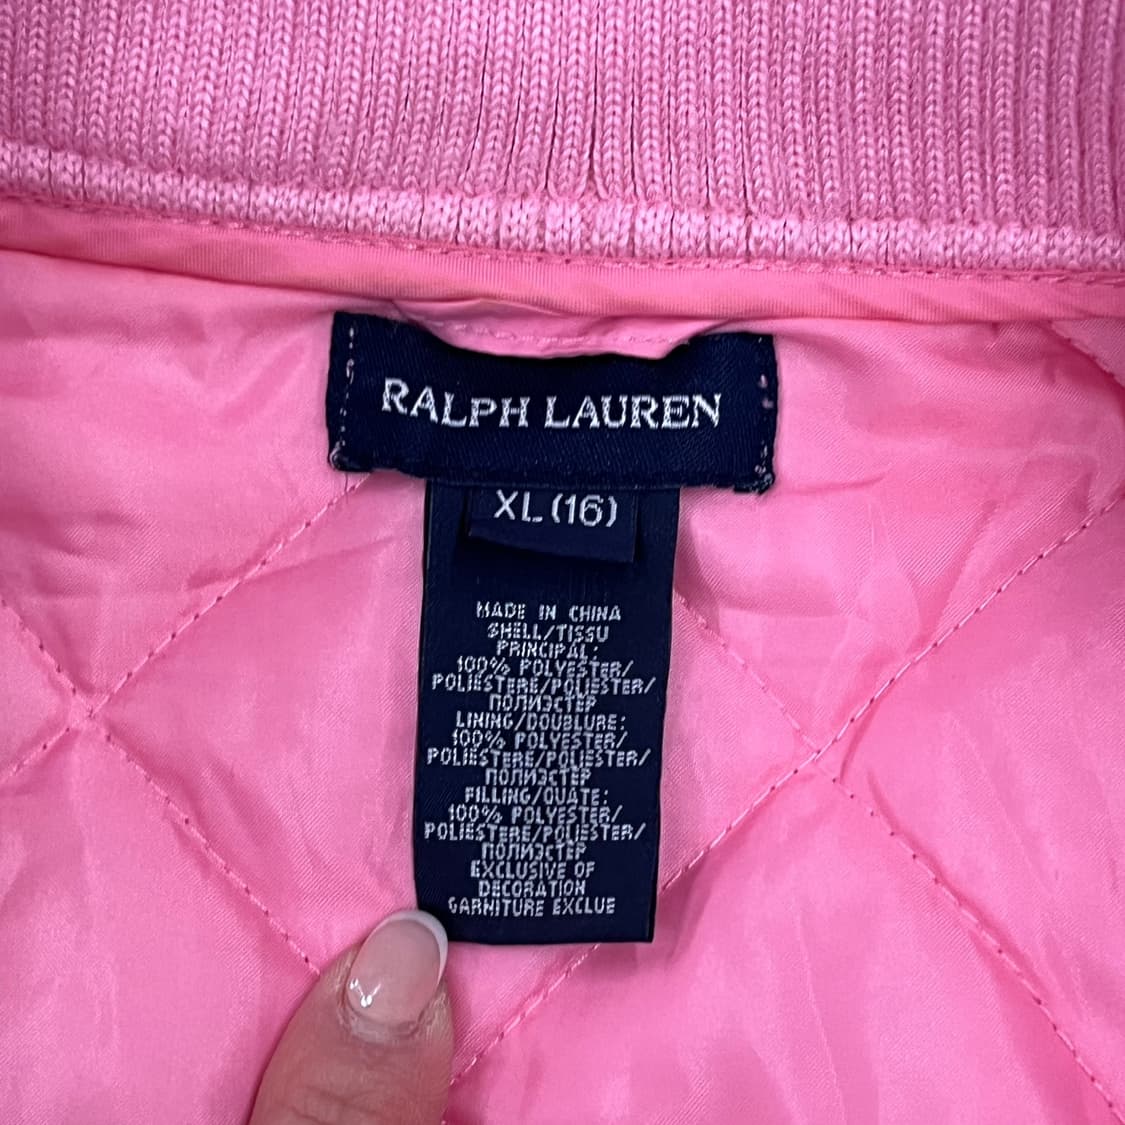 RALPH LAUREN
XL (16)
MADE IN CHINA
SHELL/TISSU
PRINCIPAL:
100% POLYESTER/
POLIESTERE/POLIESTER/
ПОЛИЭСТЕР
LINING/DOUBLURE:
100% POLYESTER/
POLIESTERE/POLIESTER/
ПОЛИЭСТЕР
FILLING/OUATE:
100% POLYESTER/
POLIESTERE/POLIESTER/
ПОЛИЭСТЕР
EXCLUSIVE OF
DECORATION
GARNITURE EXCLUE